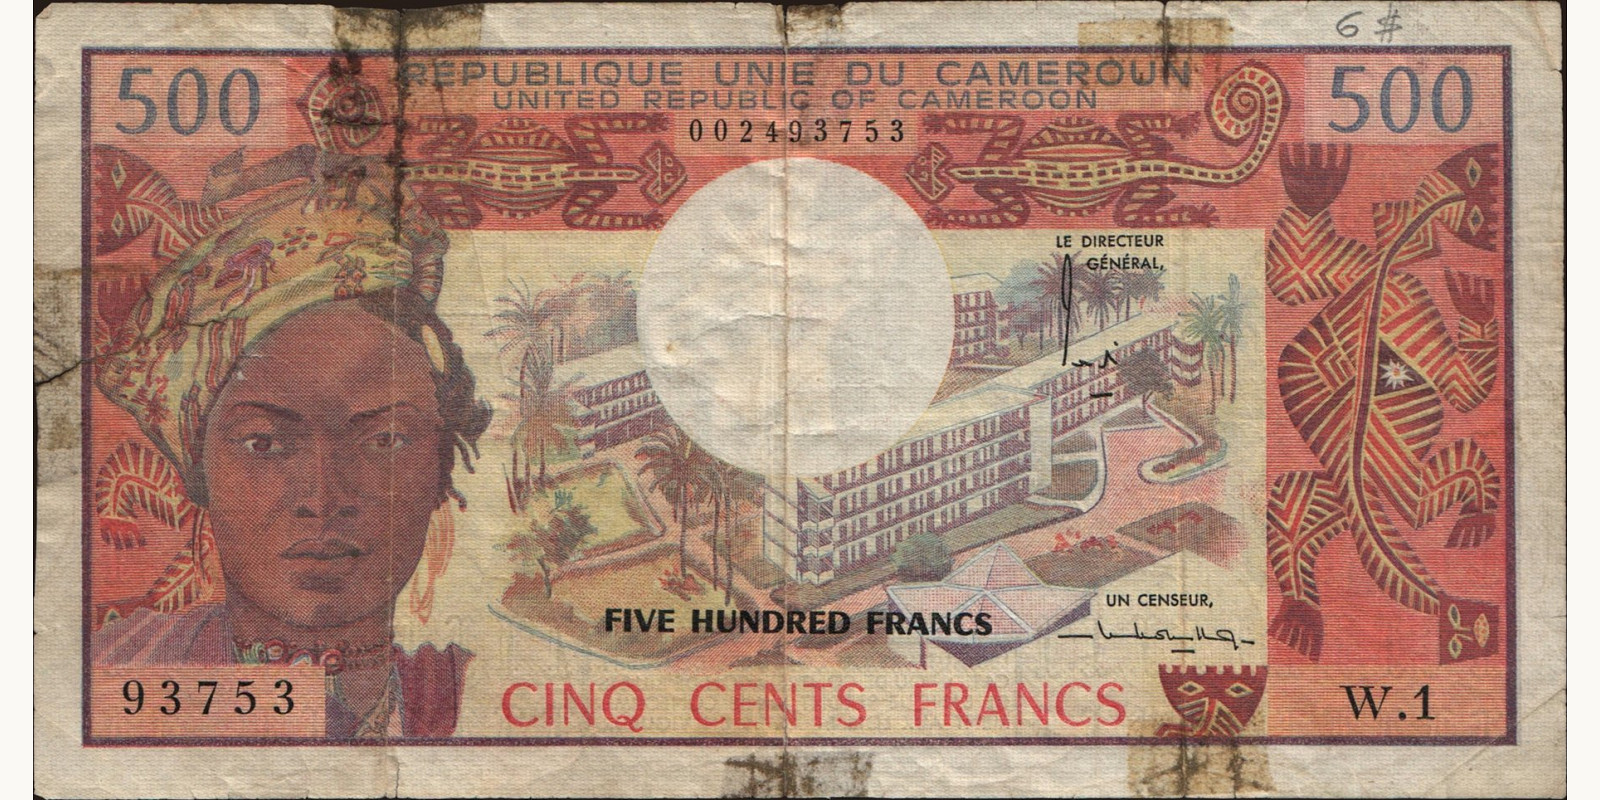 6 #
500 REPUBLIQUE UNIE DU CAMEROUN 500
UNITED REPUBLIC OF CAMEROON
002493753
LE DIRECTEUR
GÉNÉRAL,
UN CENSEUR,
FIVE HUNDRED FRANCS
93753 CINQ CENTS FRANCS W.1